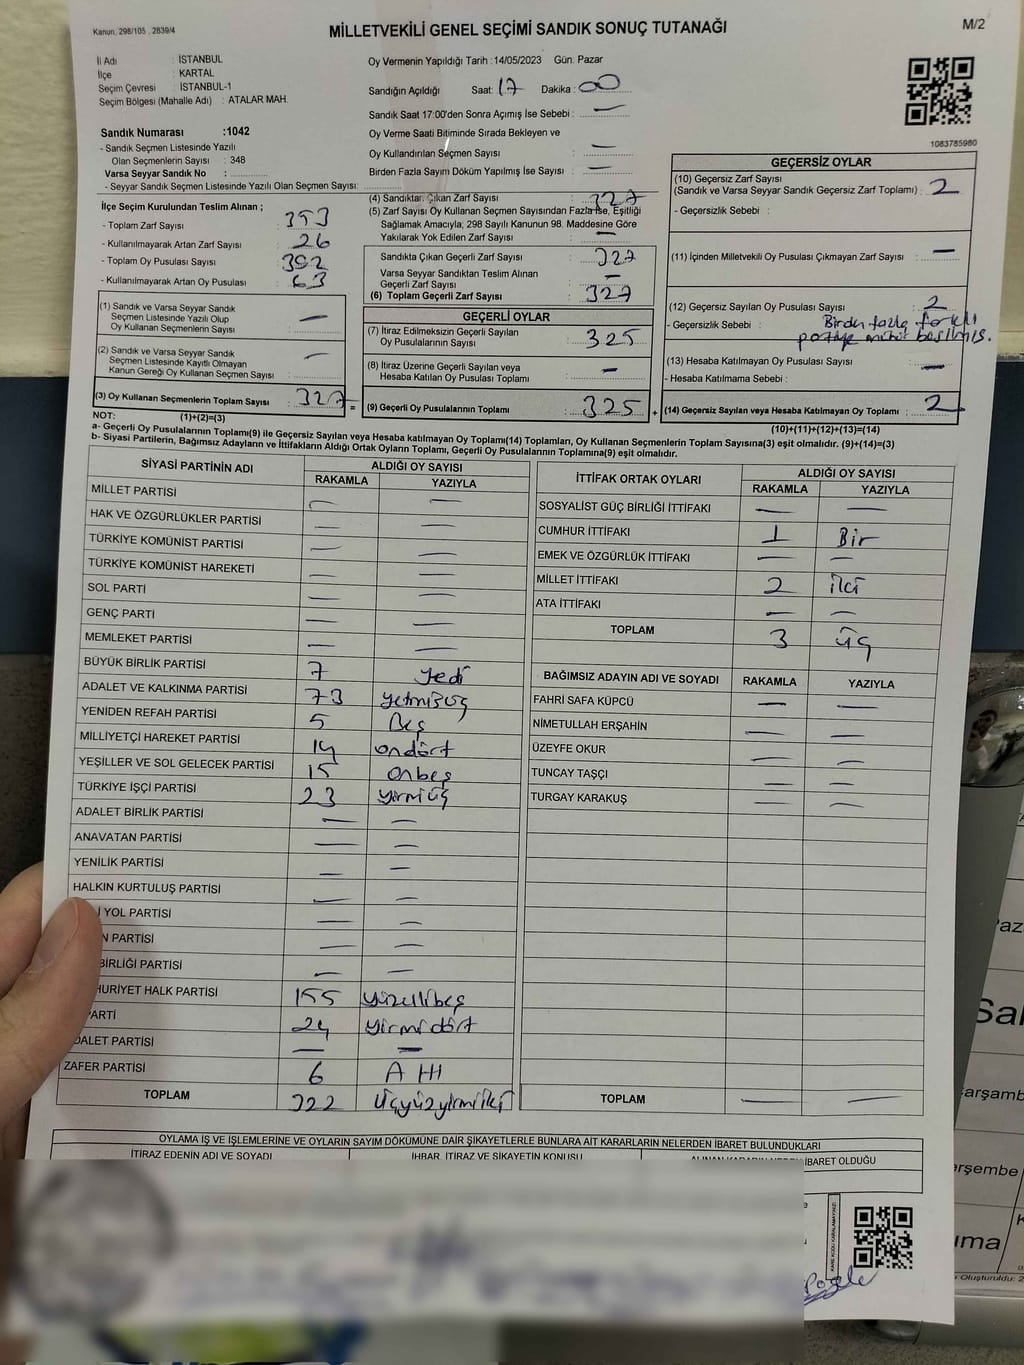 Kanun, 298/105 , 2839/4
MİLLETVEKİLİ GENEL SEÇİMİ SANDIK SONUÇ TUTANAĞI
M/2
İl Adı : İSTANBUL
İlçe : KARTAL
Seçim Çevresi : İSTANBUL-1
Seçim Bölgesi (Mahalle Adı) : ATALAR MAH.
Oy Vermenin Yapıldığı Tarih :14/05/2023 Gün. Pazar
Sandığın Açıldığı Saat: 17 Dakika: 00
Sandık Saat 17:00'den Sonra Açımış İse Sebebi : —
Oy Verme Saati Bitiminde Sırada Bekleyen ve
Oy Kullandırılan Seçmen Sayısı : —
Birden Fazla Sayım Döküm Yapılmış İse Sayısı : —
1083785980
Sandık Numarası :1042
- Sandık Seçmen Listesinde Yazılı
Olan Seçmenlerin Sayısı : 348
Varsa Seyyar Sandık No :
- Seyyar Sandık Seçmen Listesinde Yazılı Olan Seçmen Sayısı:
İlçe Seçim Kurulundan Teslim Alınan ;
- Toplam Zarf Sayısı : 353
- Kullanılmayarak Artan Zarf Sayısı : 26
- Toplam Oy Pusulası Sayısı : 392
- Kullanılmayarak Artan Oy Pusulası : 63
(1) Sandık ve Varsa Seyyar Sandık
Seçmen Listesinde Yazılı Olup
Oy Kullanan Seçmenlerin Sayısı : —
(2) Sandık ve Varsa Seyyar Sandık
Seçmen Listesinde Kayıtlı Olmayan
Kanun Gereği Oy Kullanan Seçmen Sayısı : —
(3) Oy Kullanan Seçmenlerin Toplam Sayısı : 327 =
(4) Sandıktan Çıkan Zarf Sayısı : 327
(5) Zarf Sayısı Oy Kullanan Seçmen Sayısından Fazla İse, Eşitliği
Sağlamak Amacıyla, 298 Sayılı Kanunun 98. Maddesine Göre
Yakılarak Yok Edilen Zarf Sayısı : —
Sandıkta Çıkan Geçerli Zarf Sayısı : 327
Varsa Seyyar Sandıktan Teslim Alınan
Geçerli Zarf Sayısı : —
(6) Toplam Geçerli Zarf Sayısı : 327
GEÇERLİ OYLAR
(7) İtiraz Edilmeksizin Geçerli Sayılan
Oy Pusulalarının Sayısı : 325
(8) İtiraz Üzerine Geçerli Sayılan veya
Hesaba Katılan Oy Pusulası Toplamı : —
(9) Geçerli Oy Pusulalarının Toplamı : 325 +
GEÇERSİZ OYLAR
(10) Geçersiz Zarf Sayısı
(Sandık ve Varsa Seyyar Sandık Geçersiz Zarf Toplamı) : 2
- Geçersizlik Sebebi :
(11) İçinden Milletvekili Oy Pusulası Çıkmayan Zarf Sayısı : —
(12) Geçersiz Sayılan Oy Pusulası Sayısı : 2
- Geçersizlik Sebebi : Birden fazla farklı
partiye mühür basılmış.
(13) Hesaba Katılmayan Oy Pusulası Sayısı : —
- Hesaba Katılmama Sebebi :
(14) Geçersiz Sayılan veya Hesaba Katılmayan Oy Toplamı : 2
NOT: (1)+(2)=(3)
(10)+(11)+(12)+(13)=(14)
a- Geçerli Oy Pusulalarının Toplamı(9) ile Geçersiz Sayılan veya Hesaba katılmayan Oy Toplamı(14) Toplamları, Oy Kullanan Seçmenlerin Toplam Sayısına(3) eşit olmalıdır. (9)+(14)=(3)
b- Siyasi Partilerin, Bağımsız Adayların ve İttifakların Aldığı Ortak Oyların Toplamı, Geçerli Oy Pusulalarının Toplamına(9) eşit olmalıdır.
SİYASİ PARTİNİN ADI ALDIĞI OY SAYISI
RAKAMLA YAZIYLA
MİLLET PARTİSİ — —
HAK VE ÖZGÜRLÜKLER PARTİSİ — —
TÜRKİYE KOMÜNİST PARTİSİ — —
TÜRKİYE KOMÜNİST HAREKETİ — —
SOL PARTİ — —
GENÇ PARTİ — —
MEMLEKET PARTİSİ — —
BÜYÜK BİRLİK PARTİSİ 7 Yedi
ADALET VE KALKINMA PARTİSİ 73 yetmişüç
YENİDEN REFAH PARTİSİ 5 Beş
MİLLİYETÇİ HAREKET PARTİSİ 14 ondört
YEŞİLLER VE SOL GELECEK PARTİSİ 15 onbeş
TÜRKİYE İŞÇİ PARTİSİ 23 yirmiüç
ADALET BİRLİK PARTİSİ — —
ANAVATAN PARTİSİ — —
YENİLİK PARTİSİ — —
HALKIN KURTULUŞ PARTİSİ — —
İ YOL PARTİSİ — —
N PARTİSİ — —
BİRLİĞİ PARTİSİ — —
HURİYET HALK PARTİSİ 155 yüzellibeş
PARTİ 24 yirmidört
DALET PARTİSİ — —
ZAFER PARTİSİ 6 Altı
TOPLAM 322 üçyüzyirmiiki
İTTİFAK ORTAK OYLARI ALDIĞI OY SAYISI
RAKAMLA YAZIYLA
SOSYALİST GÜÇ BİRLİĞİ İTTİFAKI — —
CUMHUR İTTİFAKI 1 Bir
EMEK VE ÖZGÜRLÜK İTTİFAKI — —
MİLLET İTTİFAKI 2 iki
ATA İTTİFAKI — —
TOPLAM 3 üç
BAĞIMSIZ ADAYIN ADI VE SOYADI RAKAMLA YAZIYLA
FAHRİ SAFA KÜPCÜ — —
NİMETULLAH ERŞAHİN — —
ÜZEYFE OKUR — —
TUNCAY TAŞÇI — —
TURGAY KARAKUŞ — —
TOPLAM — —
OYLAMA İŞ VE İŞLEMLERİNE VE OYLARIN SAYIM DÖKÜMÜNE DAİR ŞİKAYETLERLE BUNLARA AİT KARARLARIN NELERDEN İBARET BULUNDUKLARI
İTİRAZ EDENİN ADI VE SOYADI İHBAR, İTİRAZ VE ŞİKAYETİN KONUSU İBARET OLDUĞU
Paz
Sal
Çarşamb
erşembe
uma
Oluşturuldu: 2